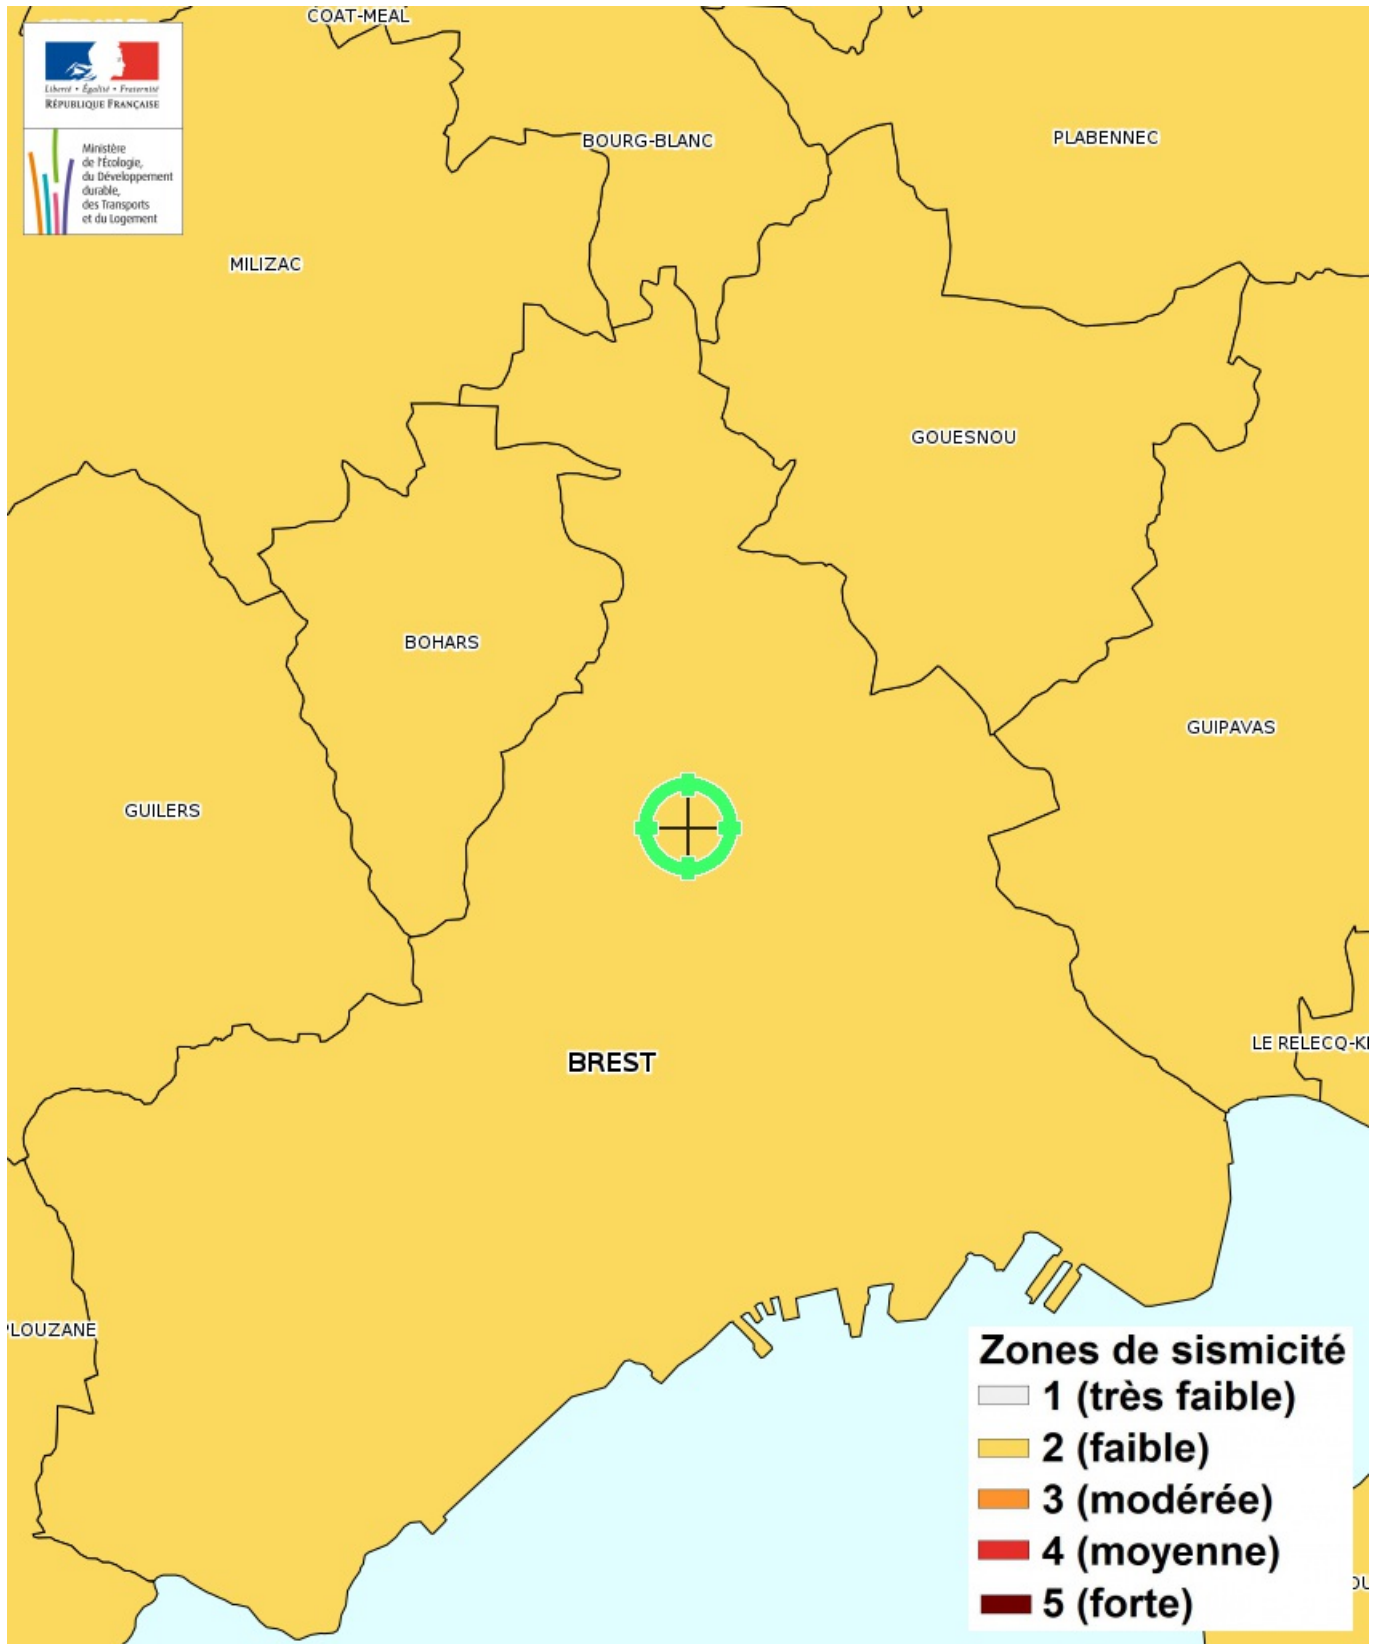 COAT-MEAL
Liberté • Égalité • Fraternité
RÉPUBLIQUE FRANÇAISE
Ministère
de l'Écologie,
du Développement
durable,
des Transports
et du Logement
BOURG-BLANC
PLABENNEC
MILIZAC
GOUESNOU
BOHARS
GUIPAVAS
GUILERS
LE RELECQ-K
BREST
PLOUZANE
Zones de sismicité
1 (très faible)
2 (faible)
3 (modérée)
4 (moyenne)
5 (forte)